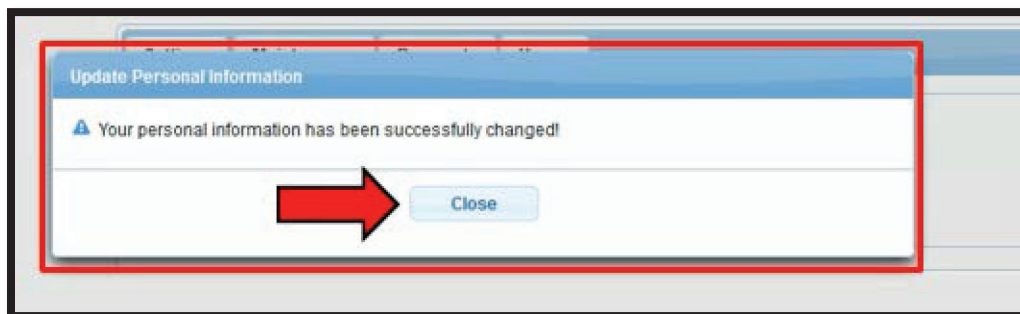 Update Personal Information
Your personal information has been successfully changed!
Close